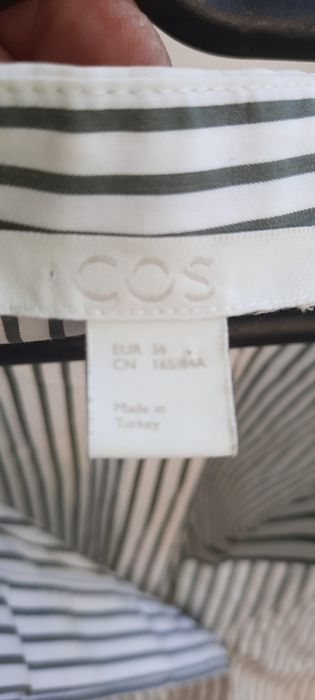 COS
EUR 36
CN 165/84A
Made in
Turkey